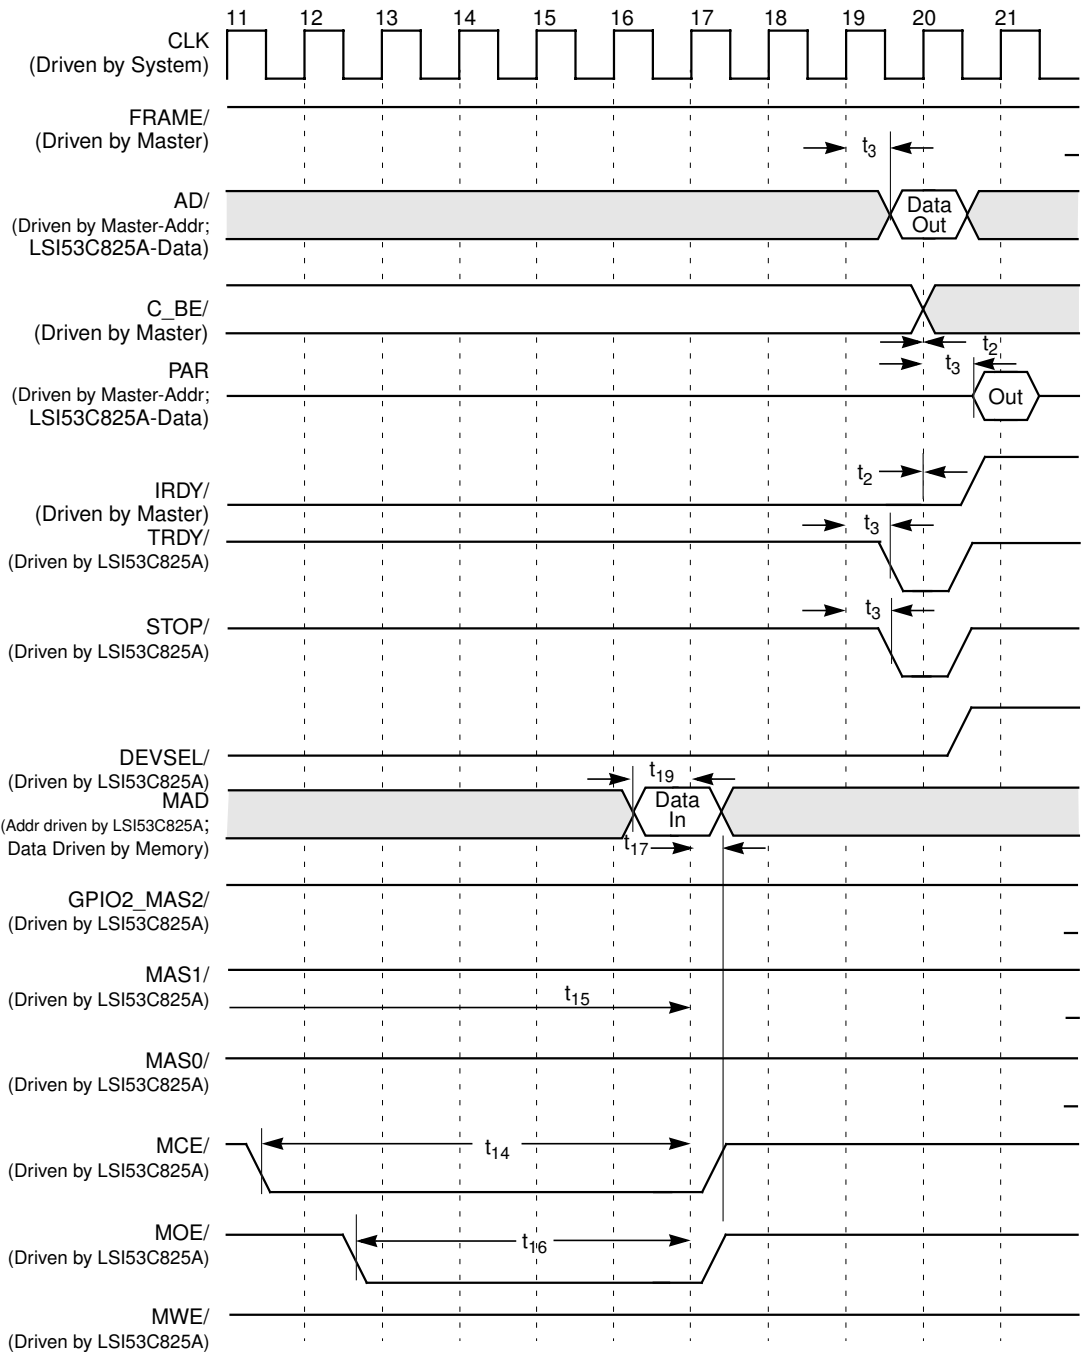 11 12 13 14 15 16 17 18 19 20 21
CLK
(Driven by System)
FRAME/
(Driven by Master)
t3
AD/
(Driven by Master-Addr;
LSI53C825A-Data)
Data
Out
C_BE/
(Driven by Master)
t2
t3
PAR
(Driven by Master-Addr;
LSI53C825A-Data)
Out
t2
IRDY/
(Driven by Master)
t3
TRDY/
(Driven by LSI53C825A)
t3
STOP/
(Driven by LSI53C825A)
DEVSEL/
(Driven by LSI53C825A)
t19
MAD
(Addr driven by LSI53C825A;
Data Driven by Memory)
Data
In
t17
GPIO2_MAS2/
(Driven by LSI53C825A)
MAS1/
(Driven by LSI53C825A)
t15
MAS0/
(Driven by LSI53C825A)
MCE/
(Driven by LSI53C825A)
t14
MOE/
(Driven by LSI53C825A)
t16
MWE/
(Driven by LSI53C825A)